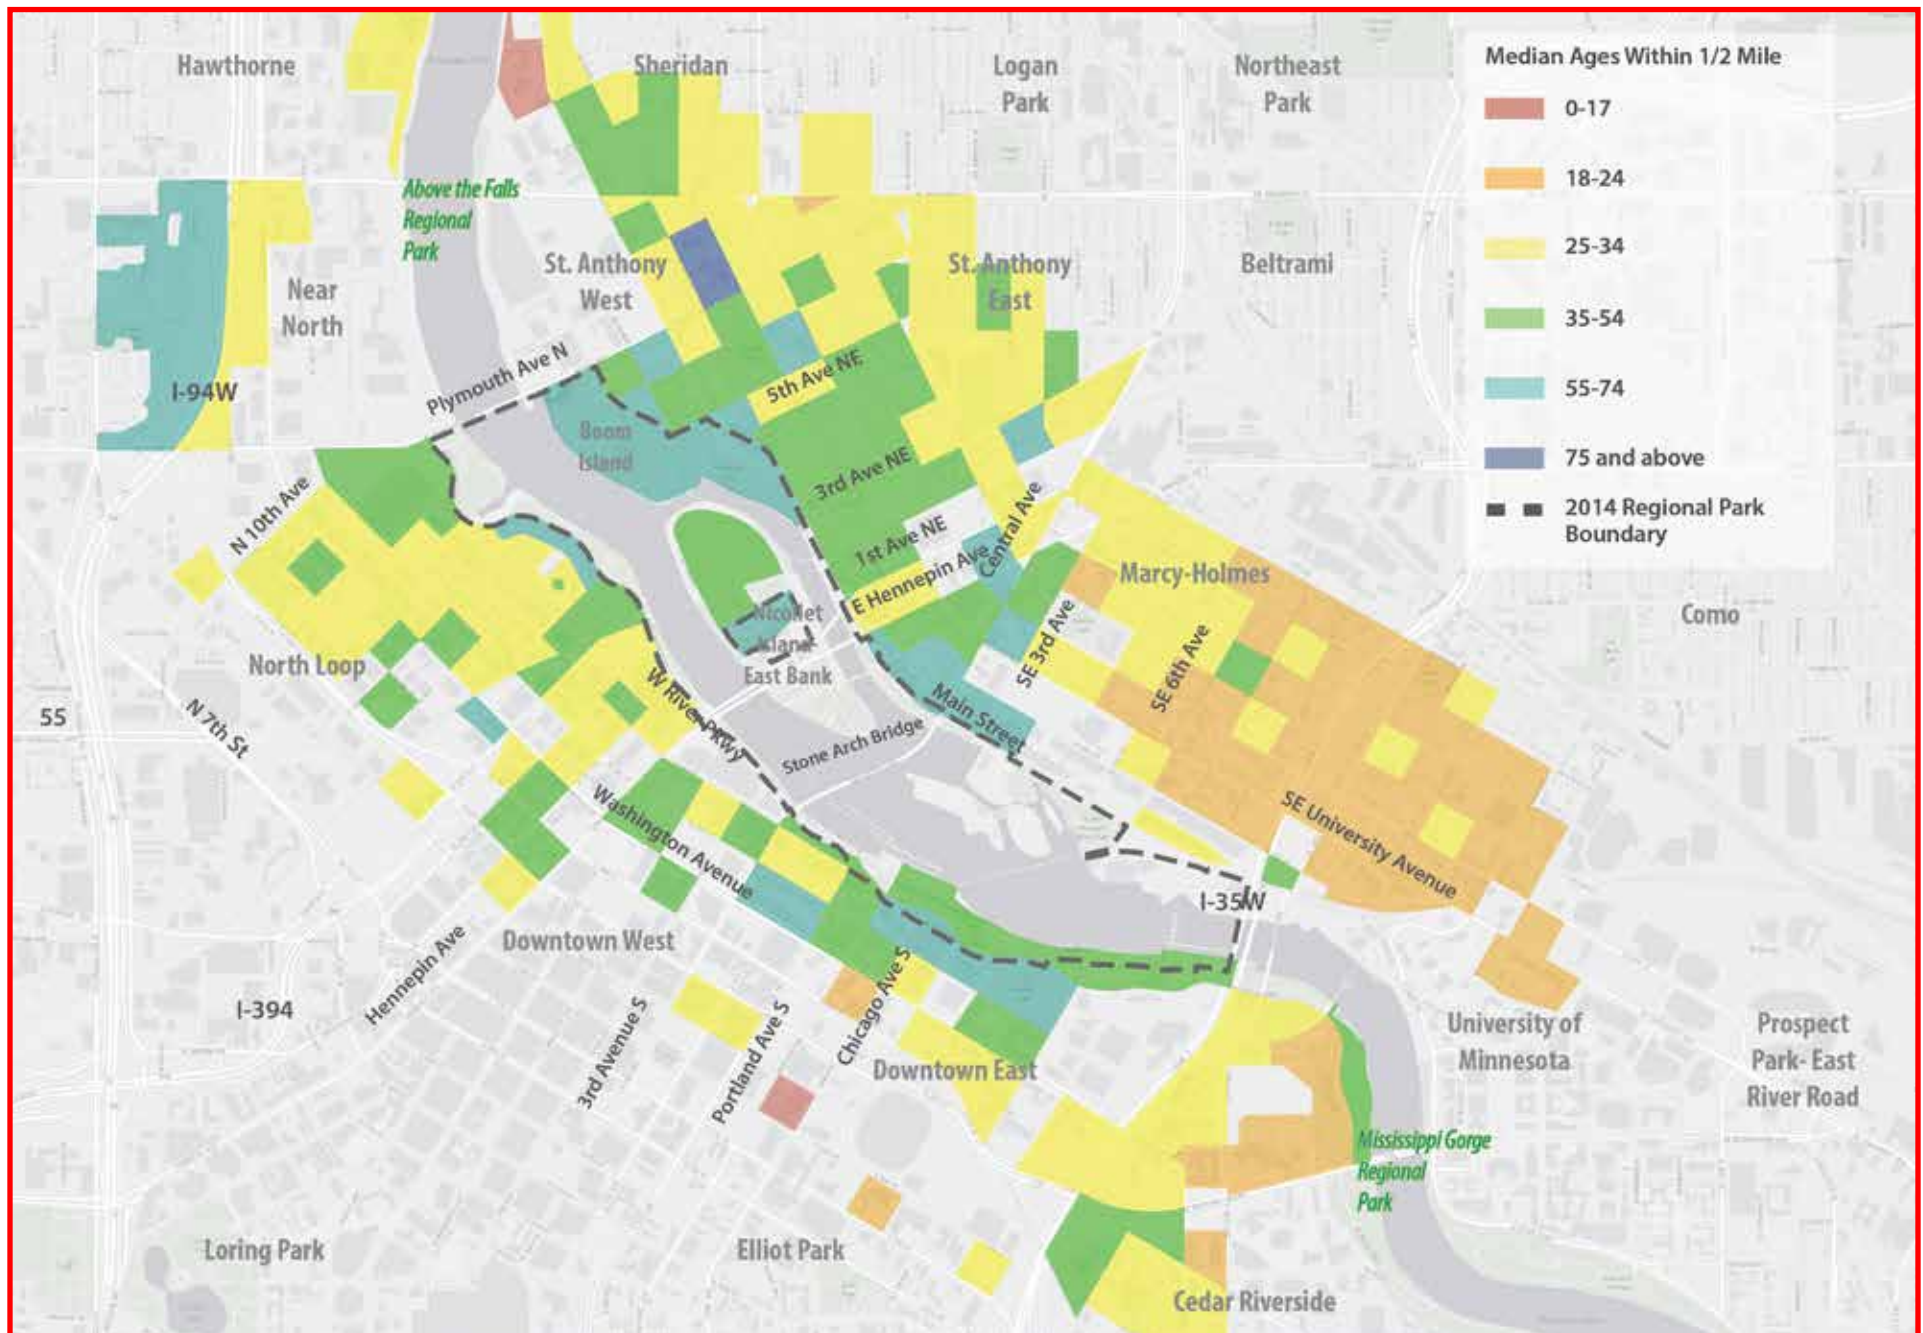 Hawthorne
Sheridan
Logan
Park
Northeast
Park
Median Ages Within 1/2 Mile
0-17
18-24
25-34
35-54
55-74
75 and above
2014 Regional Park
Boundary
Above the Falls
Regional
Park
Near
North
St. Anthony
West
St. Anthony
East
Beltrami
I-94W
Plymouth Ave N
5th Ave NE
Boom
Island
3rd Ave NE
N 10th Ave
1st Ave NE
Central Ave
E Hennepin Ave
Marcy-Holmes
Como
Nicollet
Island-
East Bank
North Loop
SE 3rd Ave
SE 6th Ave
55
N 7th St
W River Pkwy
Main Street
Stone Arch Bridge
Washington Avenue
SE University Avenue
I-35W
Downtown West
Hennepin Ave
I-394
3rd Avenue S
Portland Ave S
Chicago Ave S
Downtown East
University of
Minnesota
Prospect
Park- East
River Road
Mississippi Gorge
Regional
Park
Loring Park
Elliot Park
Cedar Riverside